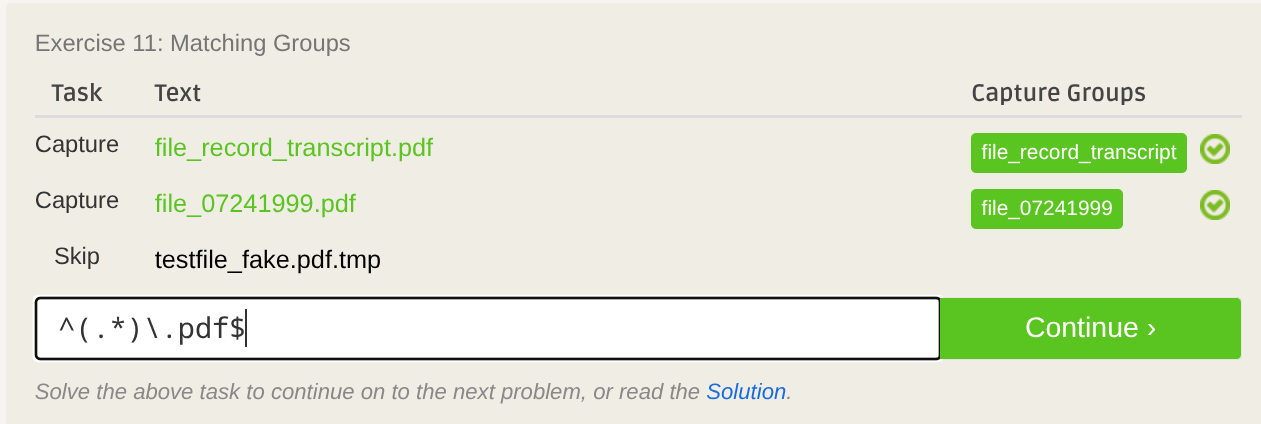 Exercise 11: Matching Groups
Task Text Capture Groups
Capture file_record_transcript.pdf file_record_transcript
Capture file_07241999.pdf file_07241999
Skip testfile_fake.pdf.tmp
^(.*)\.pdf$ Continue ›
Solve the above task to continue on to the next problem, or read the Solution.